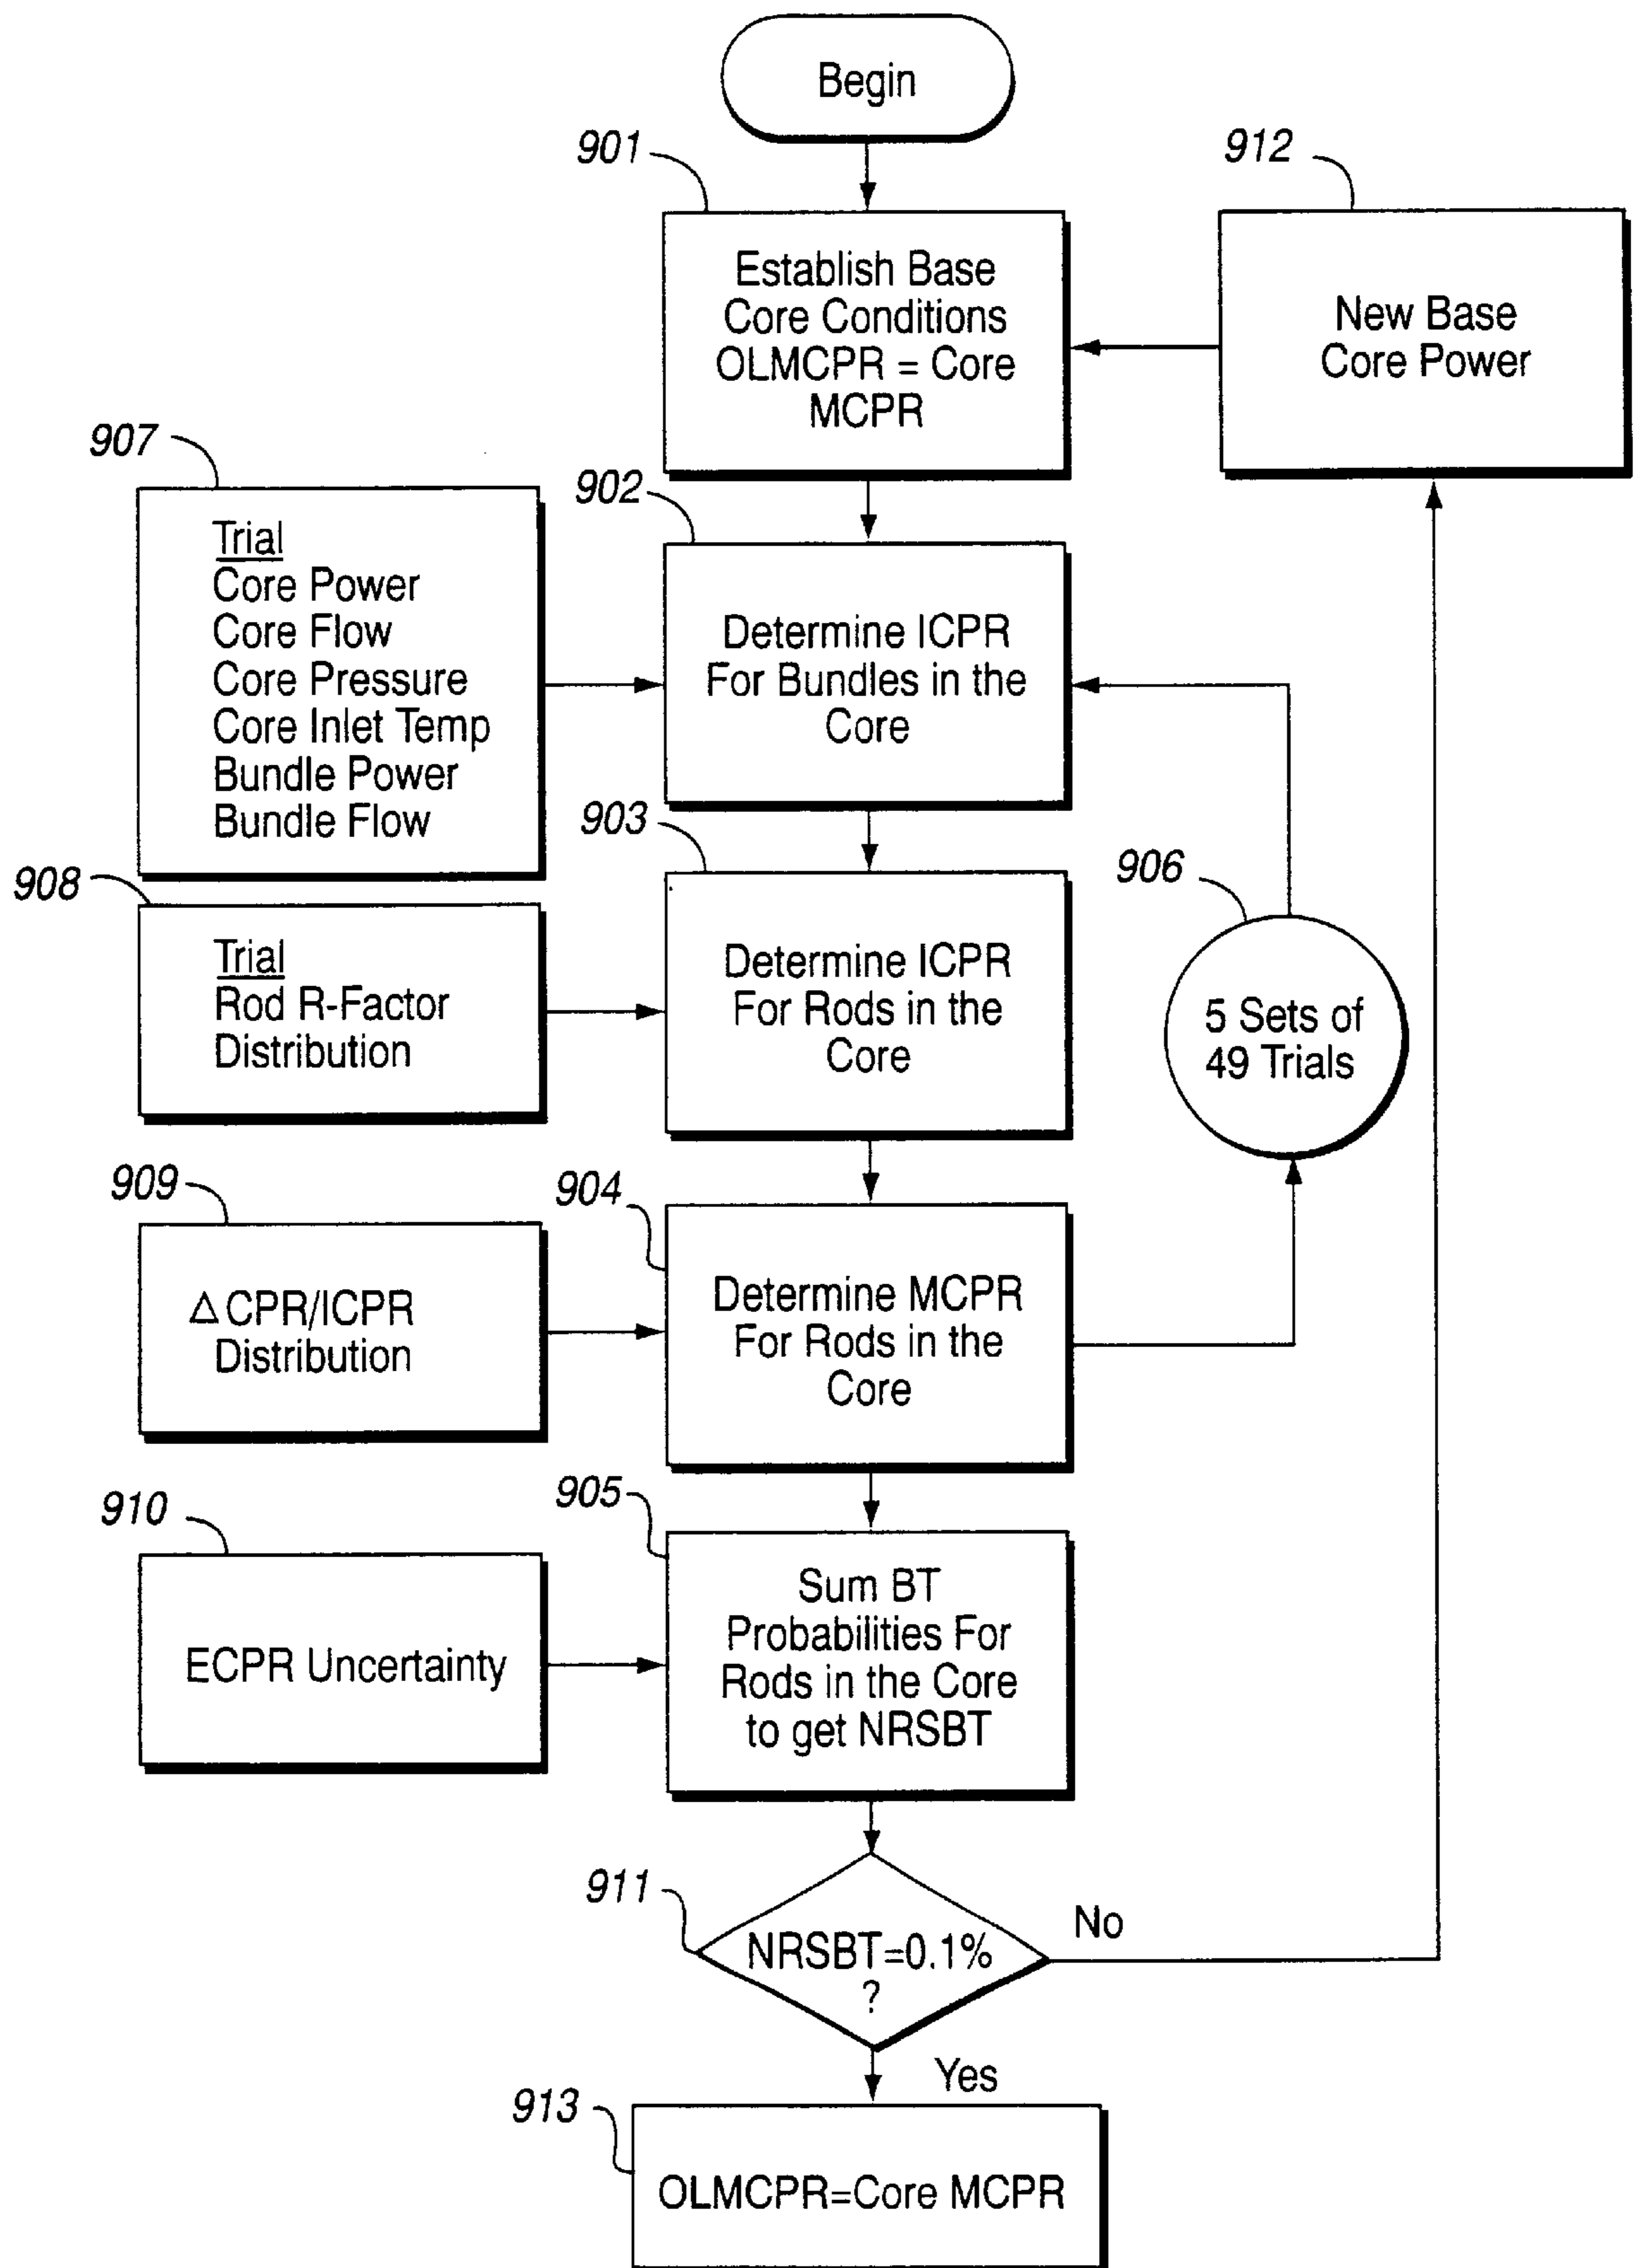 Begin
901
912
Establish Base
Core Conditions
OLMCPR = Core
MCPR
New Base
Core Power
907
902
Trial
Core Power
Core Flow
Core Pressure
Core Inlet Temp
Bundle Power
Bundle Flow
Determine ICPR
For Bundles in the
Core
903
906
908
Trial
Rod R-Factor
Distribution
Determine ICPR
For Rods in the
Core
5 Sets of
49 Trials
909
904
△ CPR/ICPR
Distribution
Determine MCPR
For Rods in the
Core
910
905
ECPR Uncertainty
Sum BT
Probabilities For
Rods in the Core
to get NRSBT
911
NRSBT=0.1%
?
No
Yes
913
OLMCPR=Core MCPR